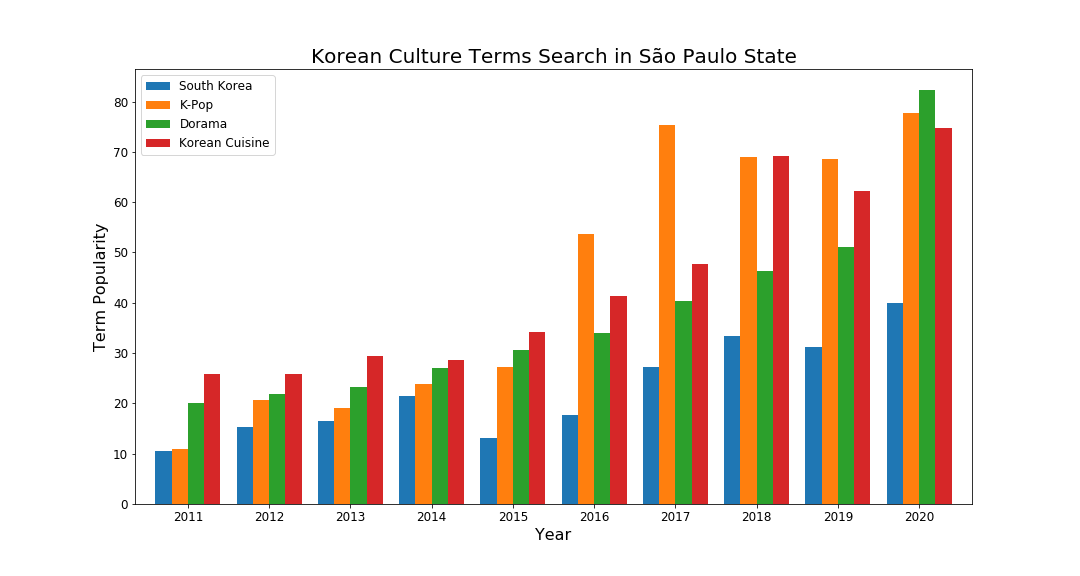 Korean Culture Terms Search in São Paulo State
South Korea
K-Pop
Dorama
Korean Cuisine
Term Popularity
80
70
60
50
40
30
20
10
0
2011 2012 2013 2014 2015 2016 2017 2018 2019 2020
Year